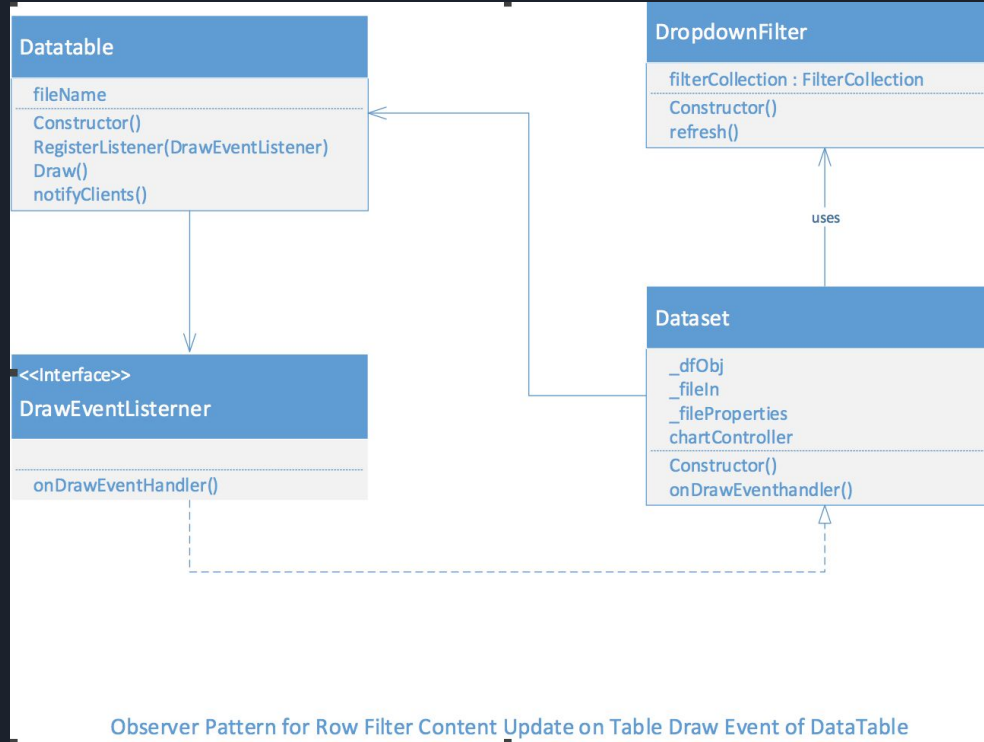 Datatable
fileName
Constructor()
RegisterListener(DrawEventListener)
Draw()
notifyClients()
DropdownFilter
filterCollection : FilterCollection
Constructor()
refresh()
uses
<<Interface>>
DrawEventListerner
onDrawEventHandler()
Dataset
_dfObj
_fileIn
_fileProperties
chartController
Constructor()
onDrawEventhandler()
Observer Pattern for Row Filter Content Update on Table Draw Event of DataTable